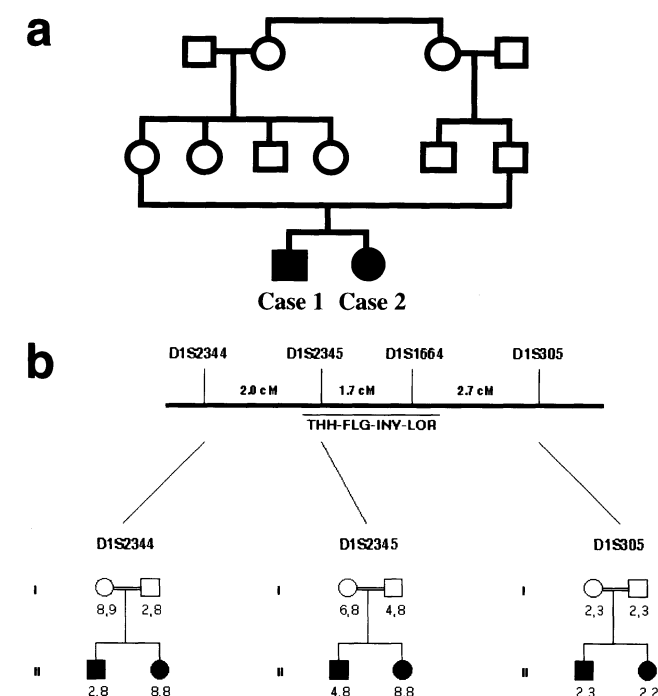 a
Case 1 Case 2
b
D1S2344 D1S2345 D1S1664 D1S305
2.0 cM 1.7 cM 2.7 cM
THH-FLG-INY-LOR
D1S2344 D1S2345 D1S305
I I I
8,9 2,8 6,8 4,8 2,3 2,3
II II II
2,8 8,8 4,8 8,8 2,3 2,2